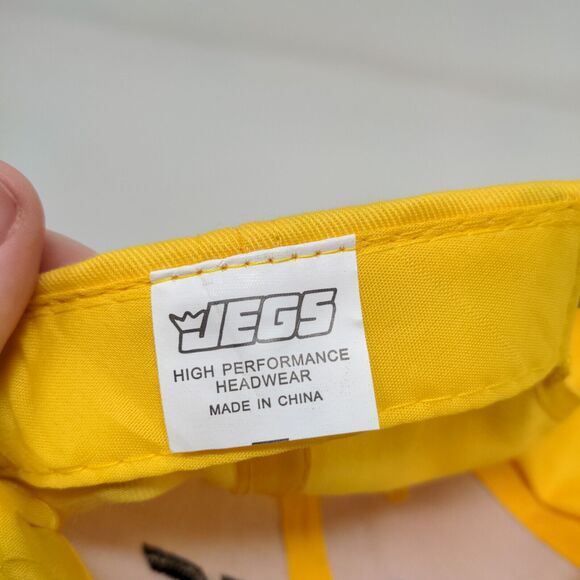 JEGS
HIGH PERFORMANCE
HEADWEAR
MADE IN CHINA